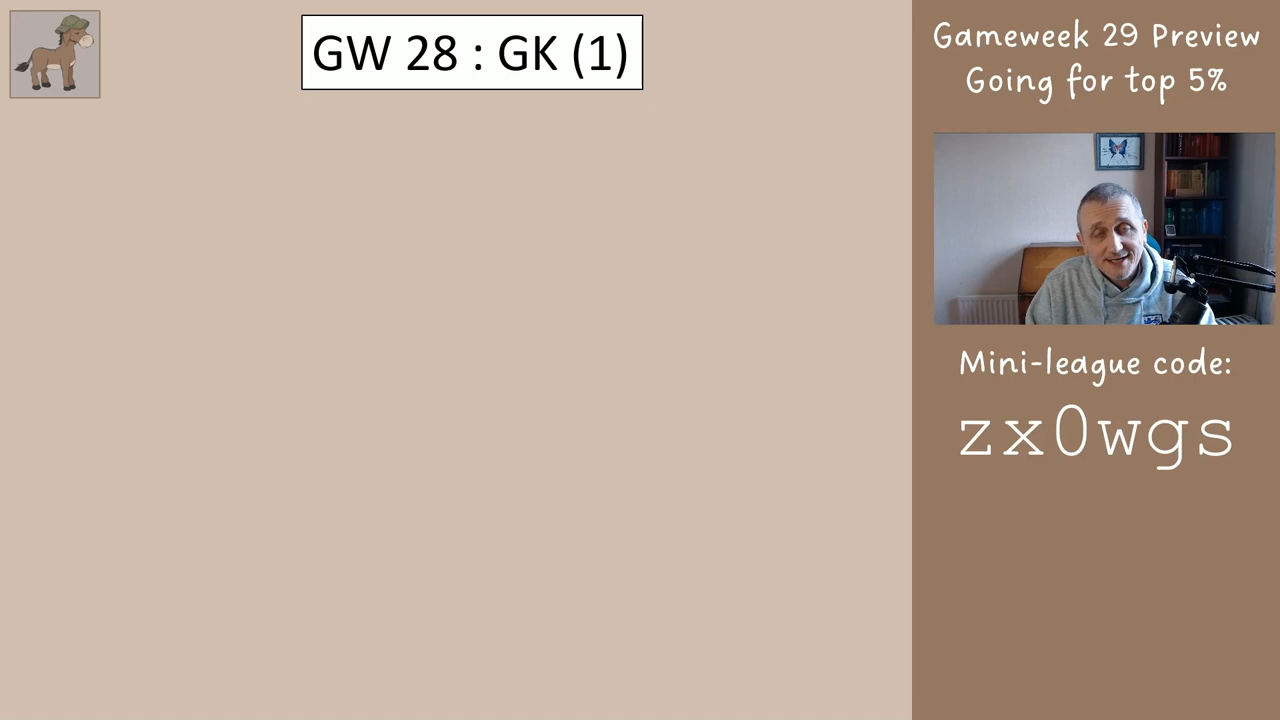 GW 28 : GK (1)
Gameweek 29 Preview
Going for top 5%
Mini-league code:
zx0wgs